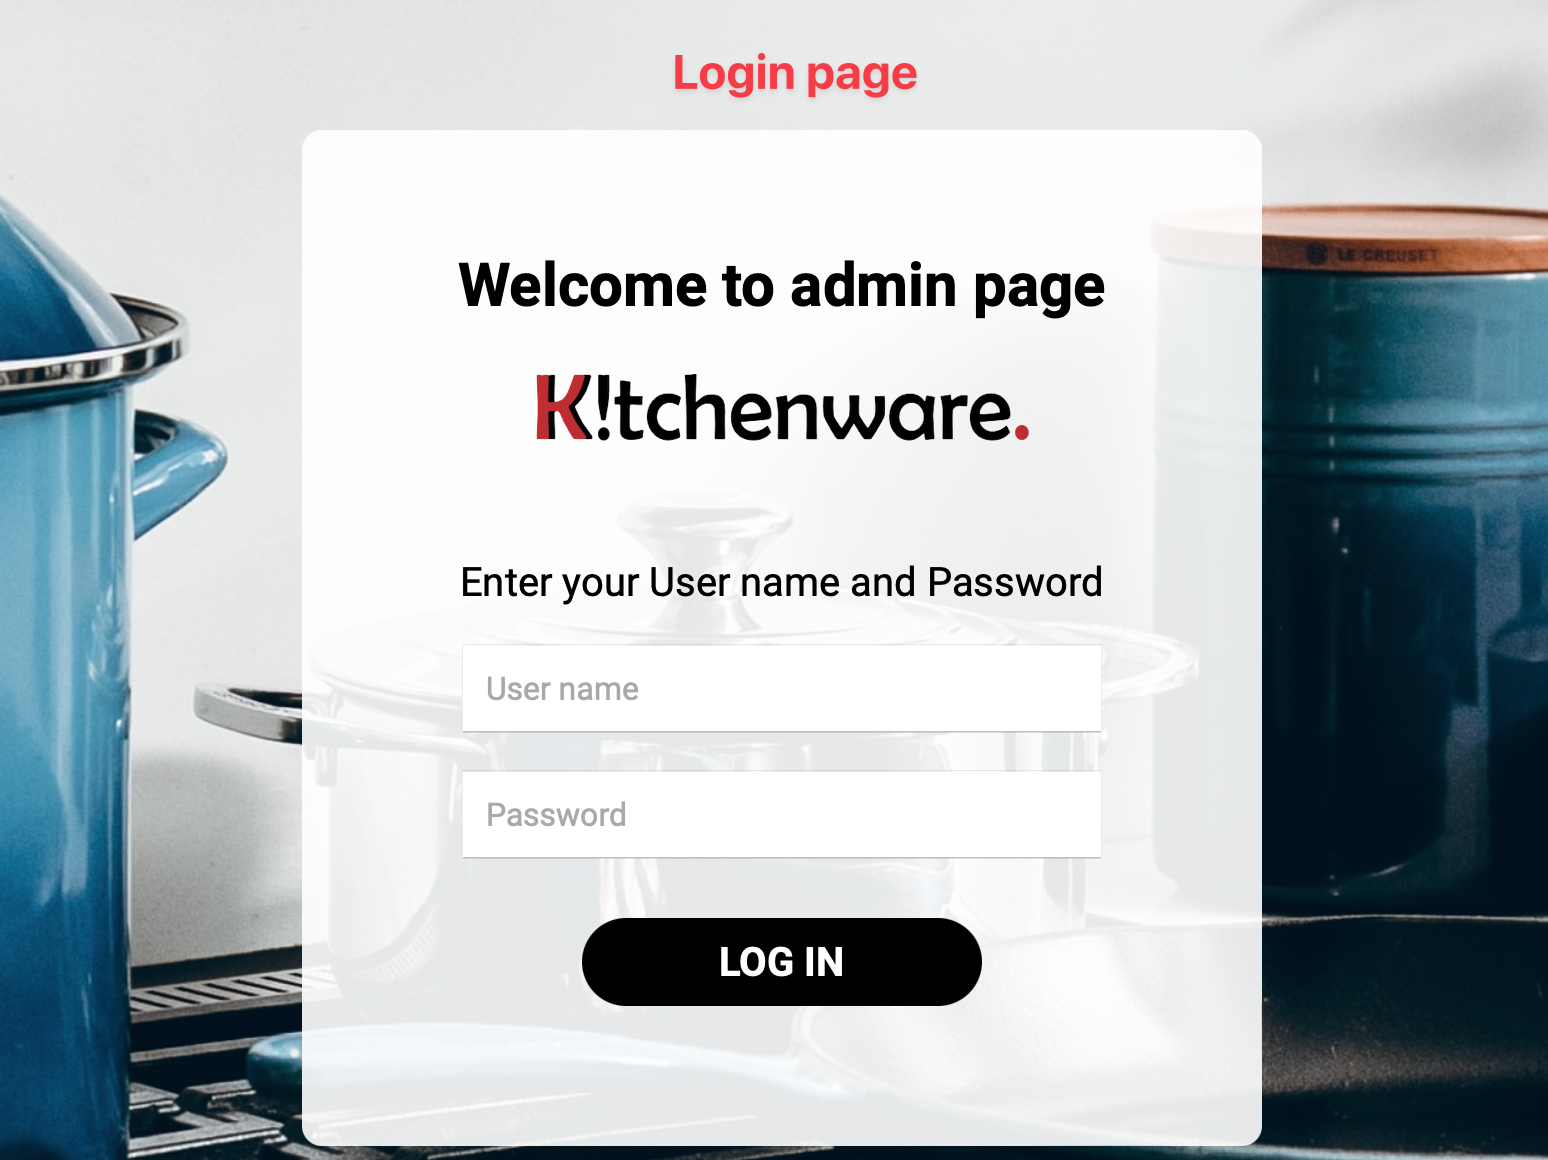 Login page
Welcome to admin page
K!tchenware.
LE CREUSET
Enter your User name and Password
User name
Password
LOG IN